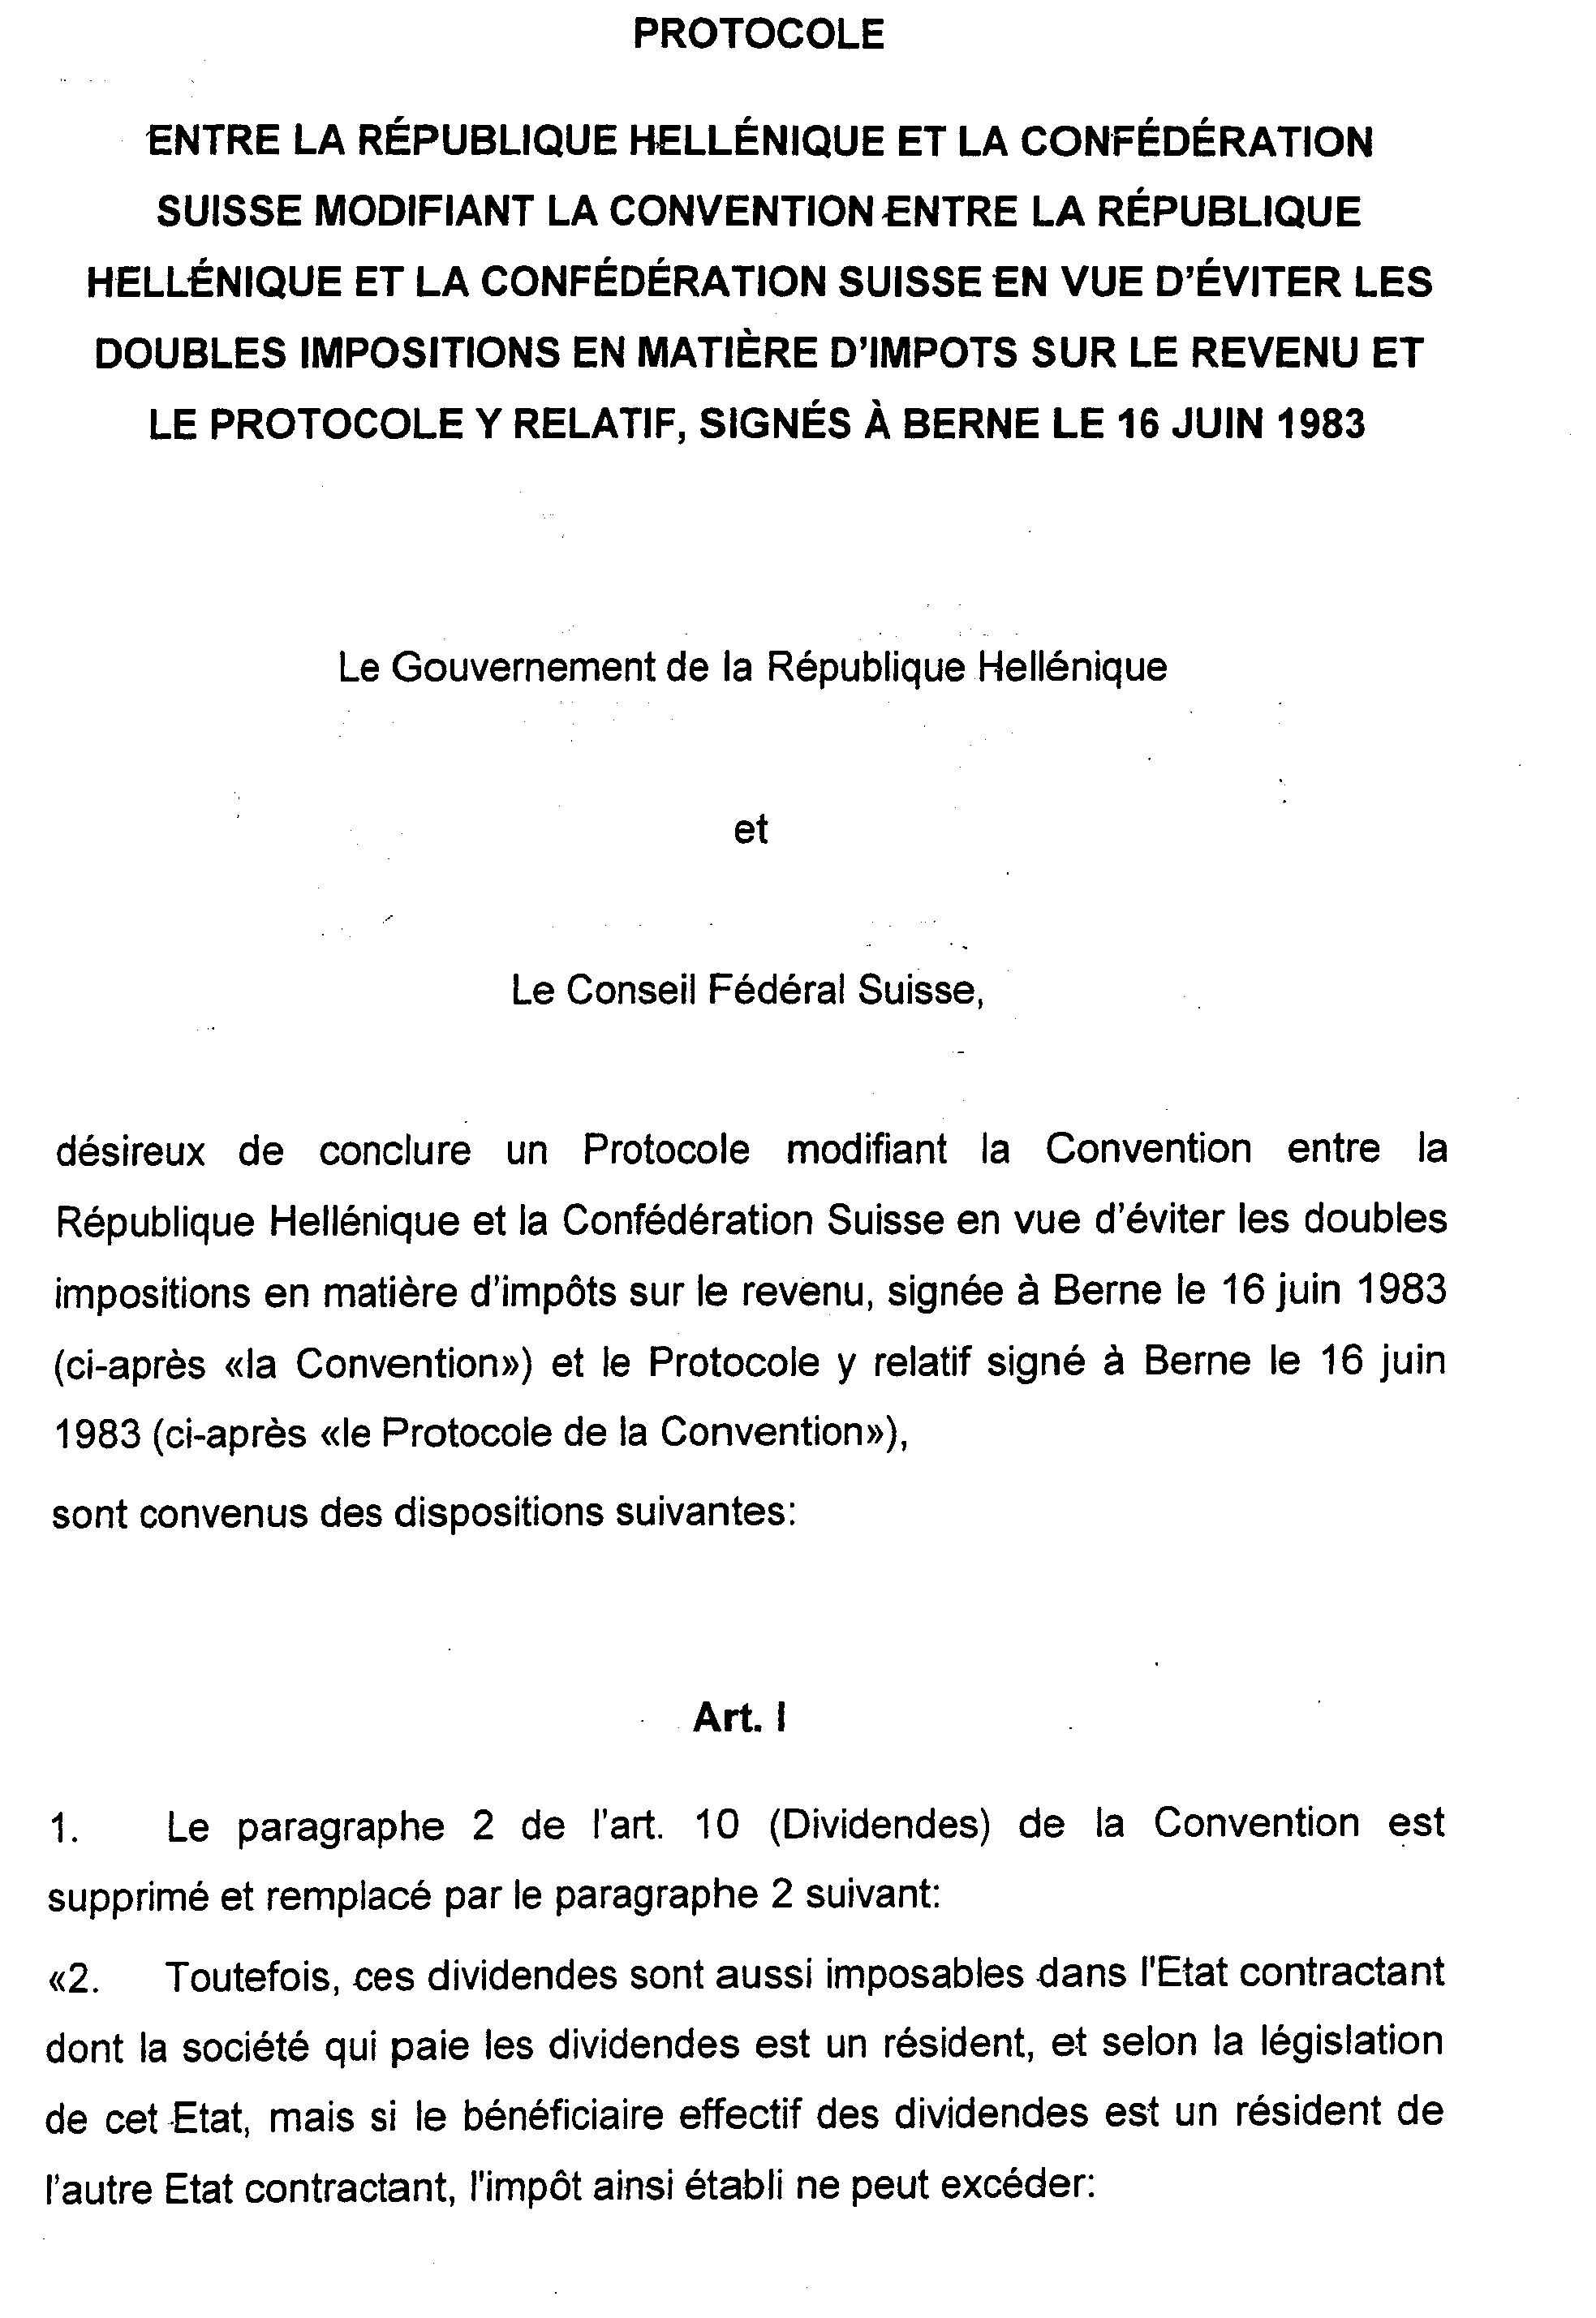 PROTOCOLE
ENTRE LA RÉPUBLIQUE HELLÉNIQUE ET LA CONFÉDÉRATION
SUISSE MODIFIANT LA CONVENTION ENTRE LA RÉPUBLIQUE
HELLÉNIQUE ET LA CONFÉDÉRATION SUISSE EN VUE D'ÉVITER LES
DOUBLES IMPOSITIONS EN MATIÈRE D'IMPOTS SUR LE REVENU ET
LE PROTOCOLE Y RELATIF, SIGNÉS À BERNE LE 16 JUIN 1983
Le Gouvernement de la République Hellénique
et
Le Conseil Fédéral Suisse,
désireux de conclure un Protocole modifiant la Convention entre la
République Hellénique et la Confédération Suisse en vue d'éviter les doubles
impositions en matière d'impôts sur le revenu, signée à Berne le 16 juin 1983
(ci-après «la Convention») et le Protocole y relatif signé à Berne le 16 juin
1983 (ci-après «le Protocole de la Convention»),
sont convenus des dispositions suivantes:
Art. I
1. Le paragraphe 2 de l'art. 10 (Dividendes) de la Convention est
supprimé et remplacé par le paragraphe 2 suivant:
«2. Toutefois, ces dividendes sont aussi imposables dans l'Etat contractant
dont la société qui paie les dividendes est un résident, et selon la législation
de cet Etat, mais si le bénéficiaire effectif des dividendes est un résident de
l'autre Etat contractant, l'impôt ainsi établi ne peut excéder: